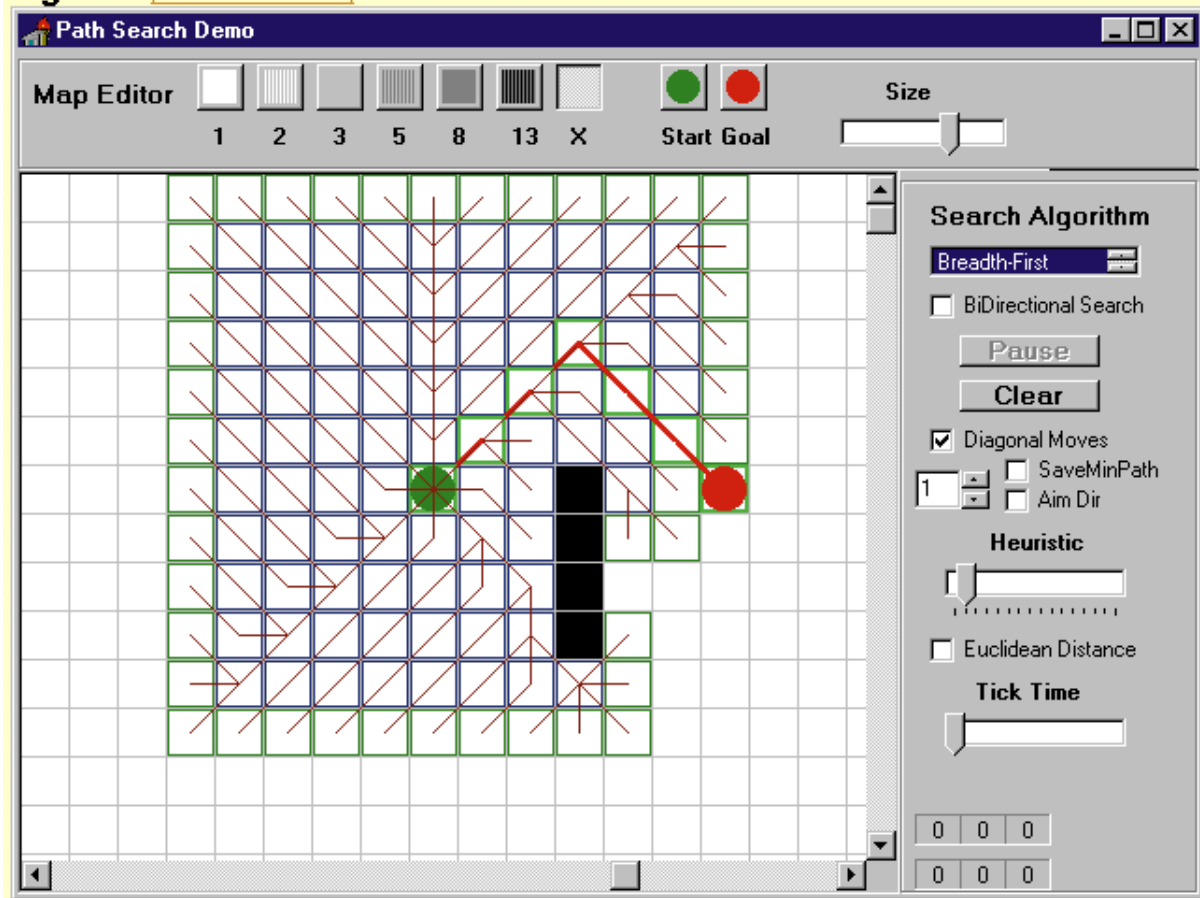 Path Search Demo
Map Editor
Size
1 2 3 5 8 13 X Start Goal
Search Algorithm
Breadth-First
BiDirectional Search
Pause
Clear
Diagonal Moves
1
SaveMinPath
Aim Dir
Heuristic
Euclidean Distance
Tick Time
0 0 0
0 0 0